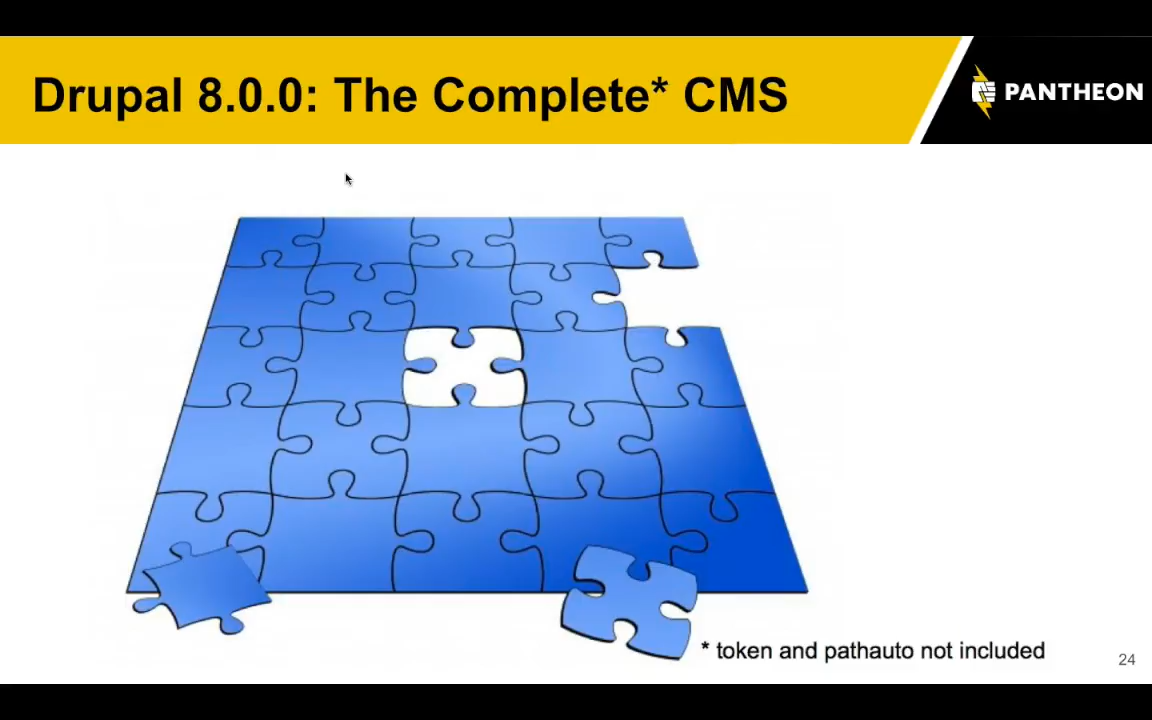 Drupal 8.0.0: The Complete* CMS
PANTHEON
* token and pathauto not included
24